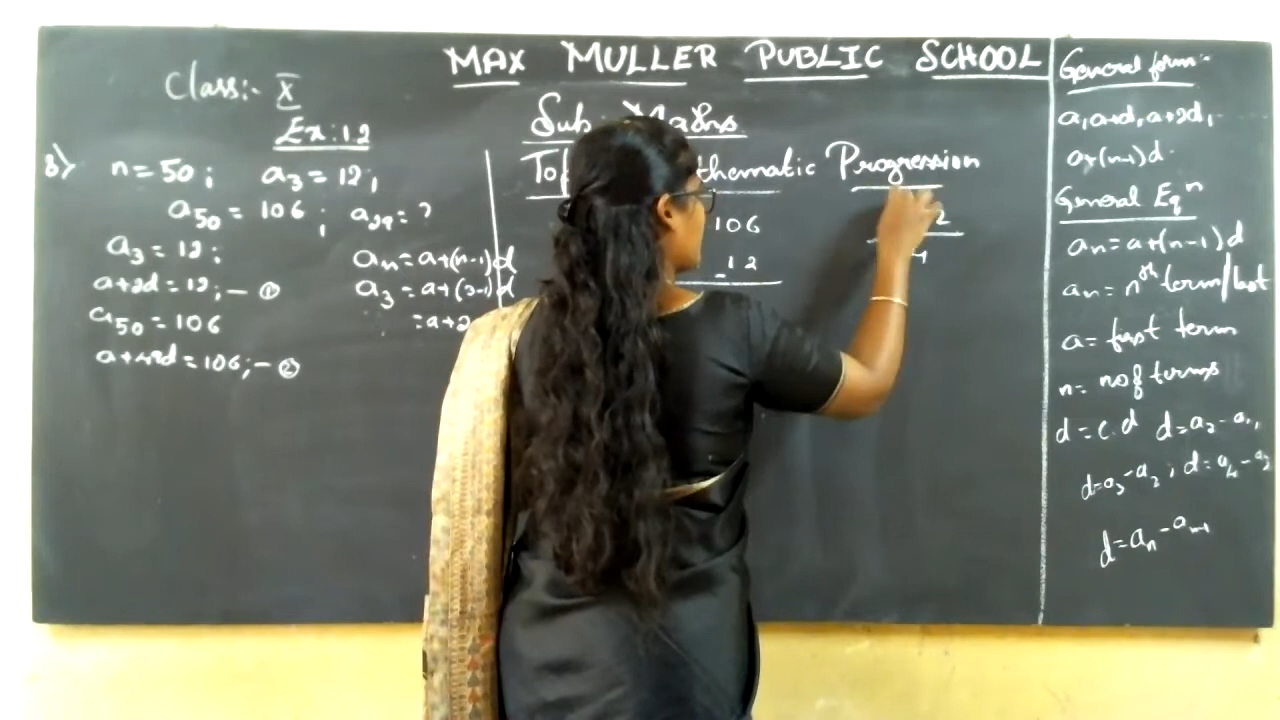 MAX MULLER PUBLIC SCHOOL
Class:- X
Sub: Maths
Ex: 1.2
Progression
8) n=50; a₃=12;
a₅₀ = 106; a₂₉=?
a₃=12;
a+2d=12; — ①
a₅₀=106
a+49d=106; — ②
aₙ=a+(n-1)d
a₃=a+(3-1)d
=a+2
106
-12
2
General form:-
a, a+d, a+2d,
a+(n-1)d.
General Eqⁿ
aₙ=a+(n-1)d
aₙ=nᵗʰ term/last
a= first term
n= no of terms
d=c.d d=a₂-a₁,
d=a₃-a₂; d=a₄-a₃
d=aₙ-aₙ₋₁